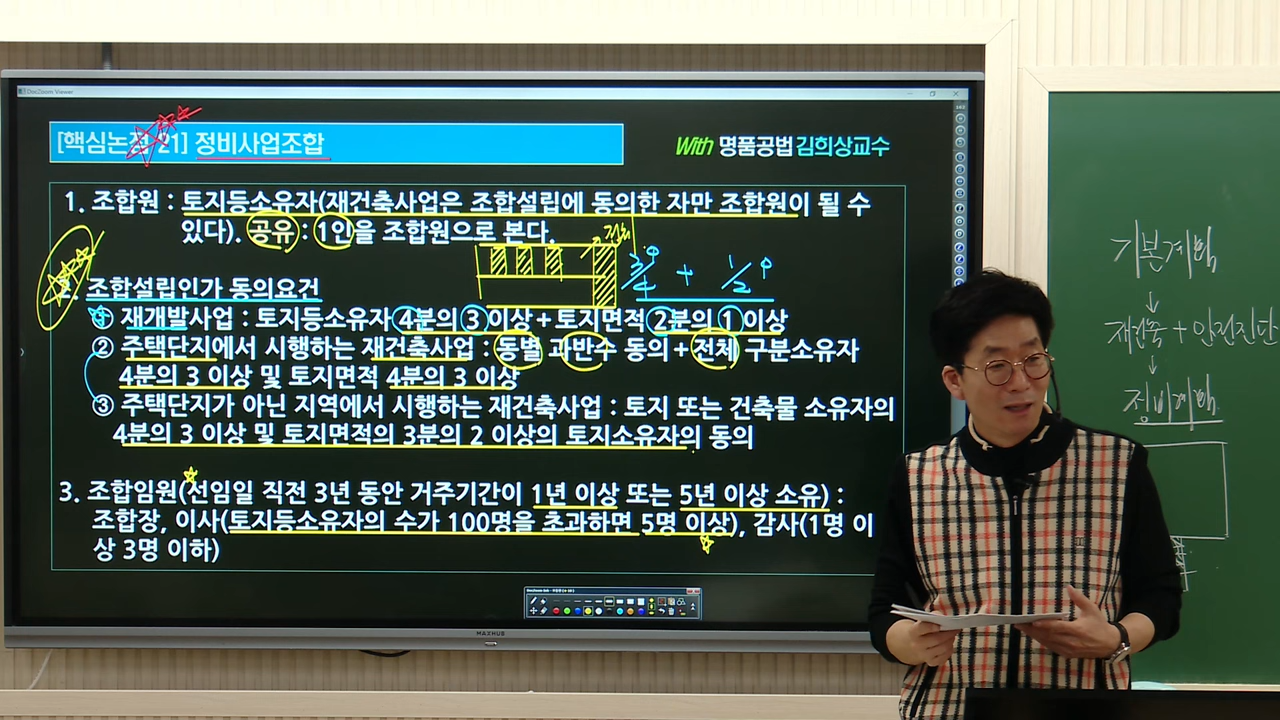 DocZoom Viewer
[핵심논점 21] 정비사업조합
With 명품공법 김희상교수
1. 조합원 : 토지등소유자(재건축사업은 조합설립에 동의한 자만 조합원이 될 수
있다). 공유 : 1인을 조합원으로 본다.
3/4 + 1/2
2. 조합설립인가 동의요건
① 재개발사업 : 토지등소유자 4분의 3 이상+토지면적 2분의 1 이상
② 주택단지에서 시행하는 재건축사업 : 동별 과반수 동의+전체 구분소유자
4분의 3 이상 및 토지면적 4분의 3 이상
③ 주택단지가 아닌 지역에서 시행하는 재건축사업 : 토지 또는 건축물 소유자의
4분의 3 이상 및 토지면적의 3분의 2 이상의 토지소유자의 동의
3. 조합임원(선임일 직전 3년 동안 거주기간이 1년 이상 또는 5년 이상 소유) :
조합장, 이사(토지등소유자의 수가 100명을 초과하면 5명 이상), 감사(1명 이
상 3명 이하)
MAXHUB
기본계획
↓
재건축 + 안전진단
↓
정비계획